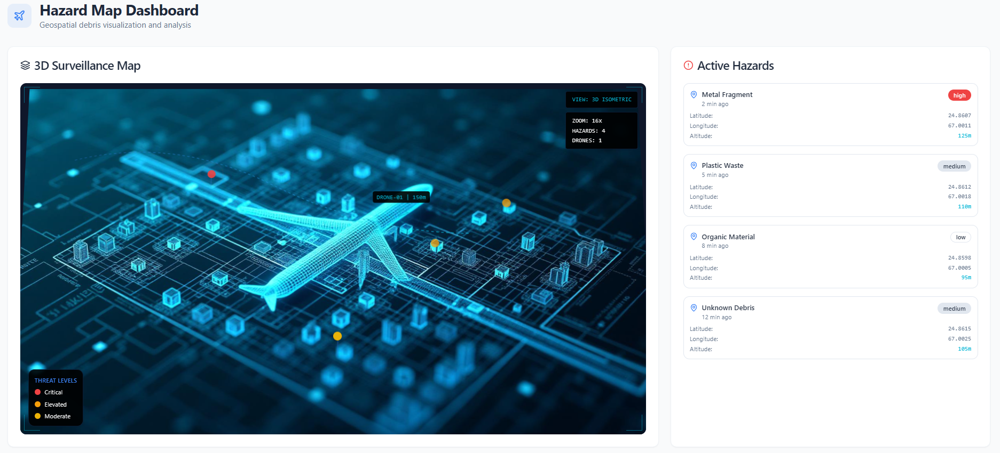 Hazard Map Dashboard
Geospatial debris visualization and analysis
3D Surveillance Map
VIEW: 3D ISOMETRIC
ZOOM: 16x
HAZARDS: 4
DRONES: 1
DRONE-01 | 150m
THREAT LEVELS
Critical
Elevated
Moderate
Active Hazards
Metal Fragment high
2 min ago
Latitude: 24.8607
Longitude: 67.0011
Altitude: 125m
Plastic Waste medium
5 min ago
Latitude: 24.8612
Longitude: 67.0018
Altitude: 110m
Organic Material low
8 min ago
Latitude: 24.8598
Longitude: 67.0005
Altitude: 95m
Unknown Debris medium
12 min ago
Latitude: 24.8615
Longitude: 67.0025
Altitude: 105m